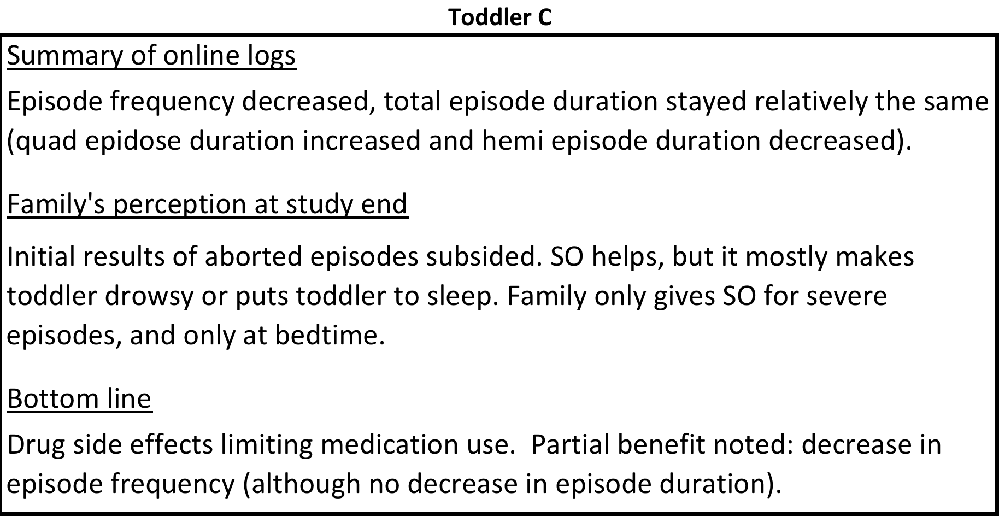 Toddler C
Summary of online logs
Episode frequency decreased, total episode duration stayed relatively the same
(quad epidose duration increased and hemi episode duration decreased).
Family's perception at study end
Initial results of aborted episodes subsided. SO helps, but it mostly makes
toddler drowsy or puts toddler to sleep. Family only gives SO for severe
episodes, and only at bedtime.
Bottom line
Drug side effects limiting medication use.  Partial benefit noted: decrease in
episode frequency (although no decrease in episode duration).